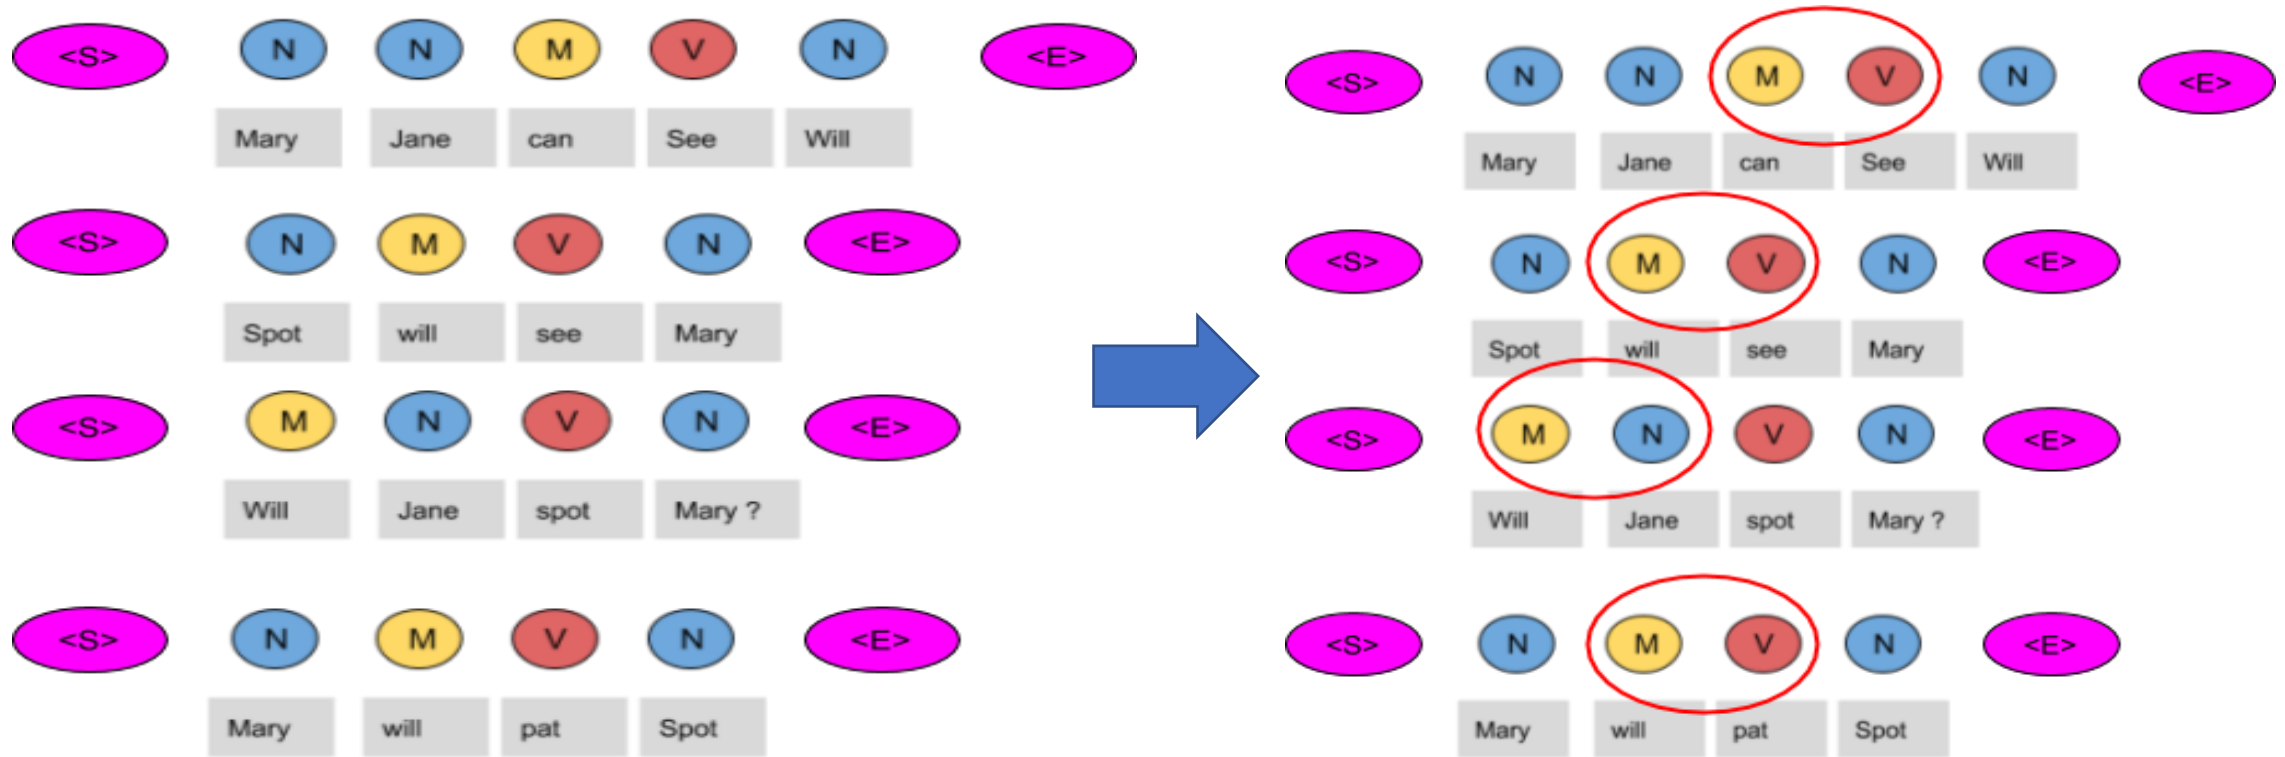 <S> N N M V N <E>
Mary Jane can See Will
<S> N M V N <E>
Spot will see Mary
<S> M N V N <E>
Will Jane spot Mary ?
<S> N M V N <E>
Mary will pat Spot
<S> N N M V N <E>
Mary Jane can See Will
<S> N M V N <E>
Spot will see Mary
<S> M N V N <E>
Will Jane spot Mary ?
<S> N M V N <E>
Mary will pat Spot